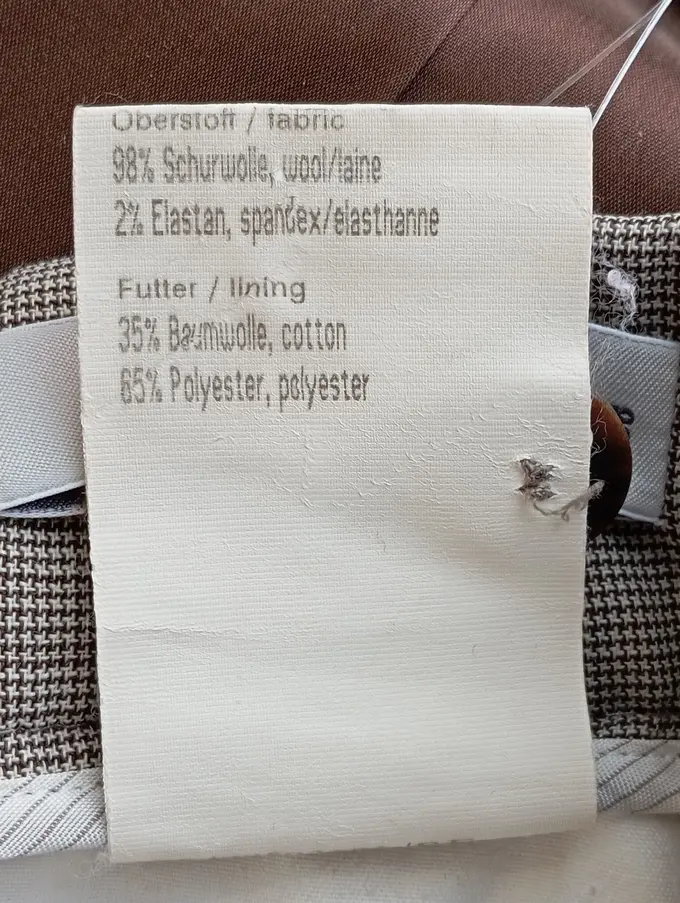 Oberstoff / fabric
98% Schurwolle, wool/laine
2% Elastan, spandex/elasthanne
Futter / lining
35% Baumwolle, cotton
65% Polyester, polyester